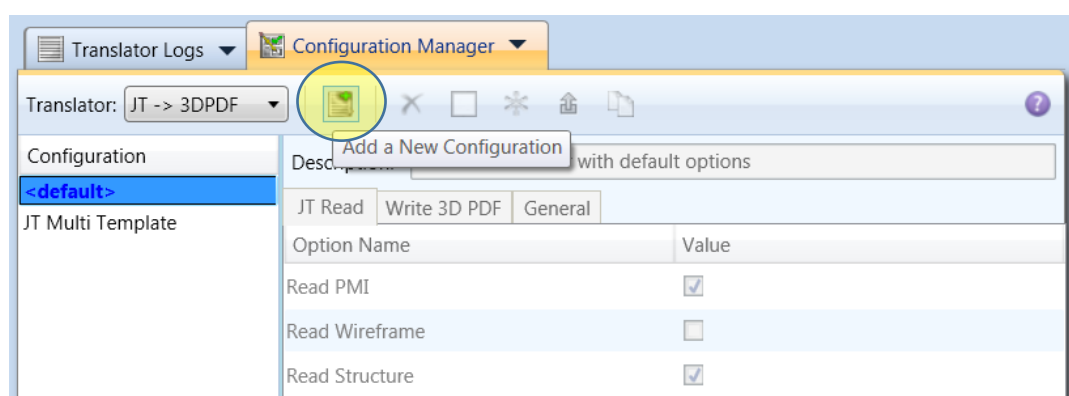 Translator Logs Configuration Manager
Translator: JT -> 3DPDF
?
Add a New Configuration
Configuration
with default options
<default>
JT Read Write 3D PDF General
JT Multi Template
Option Name Value
Read PMI
Read Wireframe
Read Structure